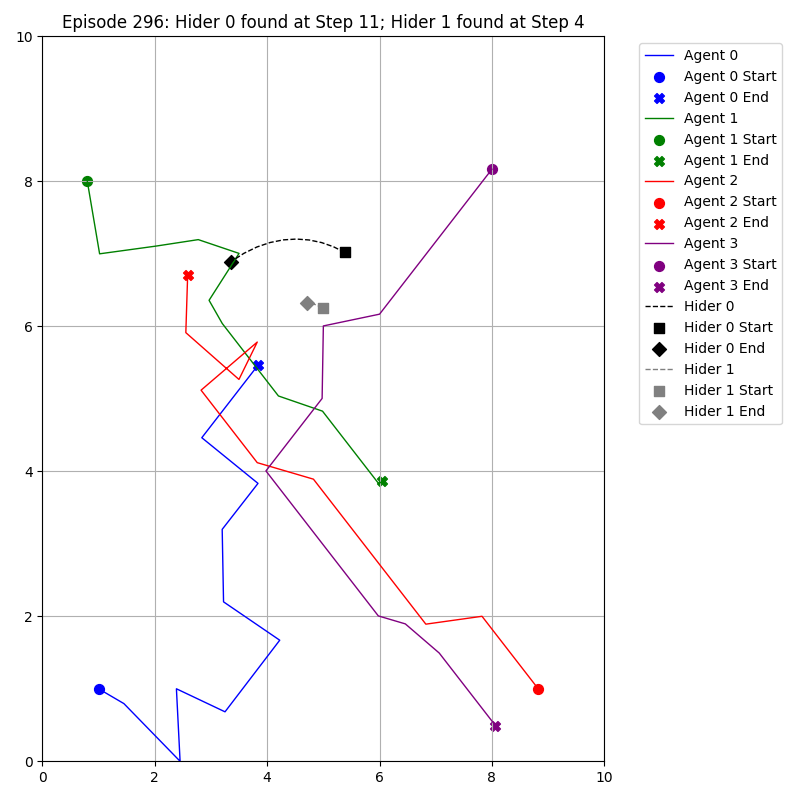 Episode 296: Hider 0 found at Step 11; Hider 1 found at Step 4
10
8
6
4
2
0
0 2 4 6 8 10
Agent 0
Agent 0 Start
Agent 0 End
Agent 1
Agent 1 Start
Agent 1 End
Agent 2
Agent 2 Start
Agent 2 End
Agent 3
Agent 3 Start
Agent 3 End
Hider 0
Hider 0 Start
Hider 0 End
Hider 1
Hider 1 Start
Hider 1 End